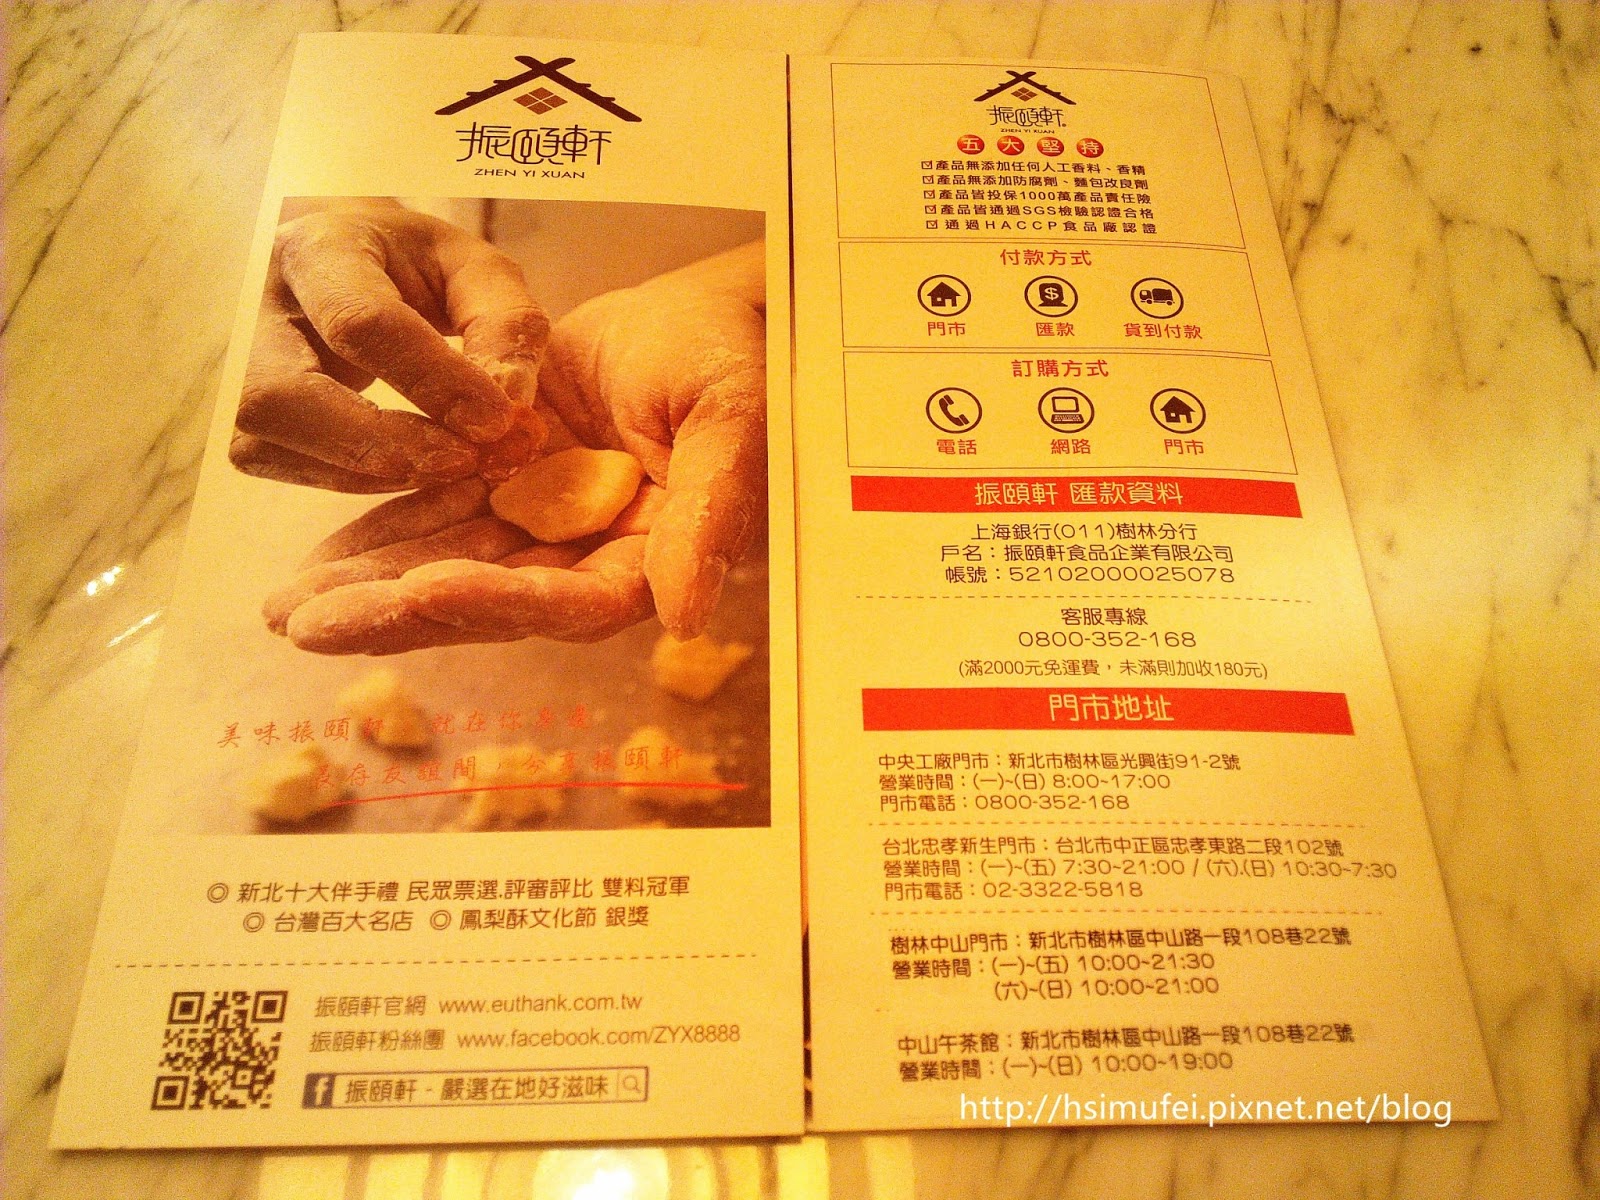 振頤軒
ZHEN YI XUAN
美味振頤軒 就在你身邊
長存友誼間，分享振頤軒
◎ 新北十大伴手禮 民眾票選.評審評比 雙料冠軍
◎ 台灣百大名店 ◎ 鳳梨酥文化節 銀獎
振頤軒官網 www.euthank.com.tw
振頤軒粉絲團 www.facebook.com/ZYX8888
f 振頤軒 - 嚴選在地好滋味
振頤軒
ZHEN YI XUAN
五大堅持
☑產品無添加任何人工香料、香精
☑產品無添加防腐劑、麵包改良劑
☑產品皆投保1000萬產品責任險
☑產品皆通過SGS檢驗認證合格
☑通過HACCP食品廠認證
付款方式
門市 匯款 貨到付款
訂購方式
電話 網路 門市
振頤軒 匯款資料
上海銀行(011)樹林分行
戶名：振頤軒食品企業有限公司
帳號：52102000025078
客服專線
0800-352-168
(滿2000元免運費，未滿則加收180元)
門市地址
中央工廠門市：新北市樹林區光興街91-2號
營業時間：(一)~(日) 8:00~17:00
門市電話：0800-352-168
台北忠孝新生門市：台北市中正區忠孝東路二段102號
營業時間：(一)~(五) 7:30~21:00 / (六).(日) 10:30~7:30
門市電話：02-3322-5818
樹林中山門市：新北市樹林區中山路一段108巷22號
營業時間：(一)~(五) 10:00~21:30
(六)~(日) 10:00~21:00
中山午茶館：新北市樹林區中山路一段108巷22號
營業時間：(一)~(日) 10:00~19:00
http://hsimufei.pixnet.net/blog